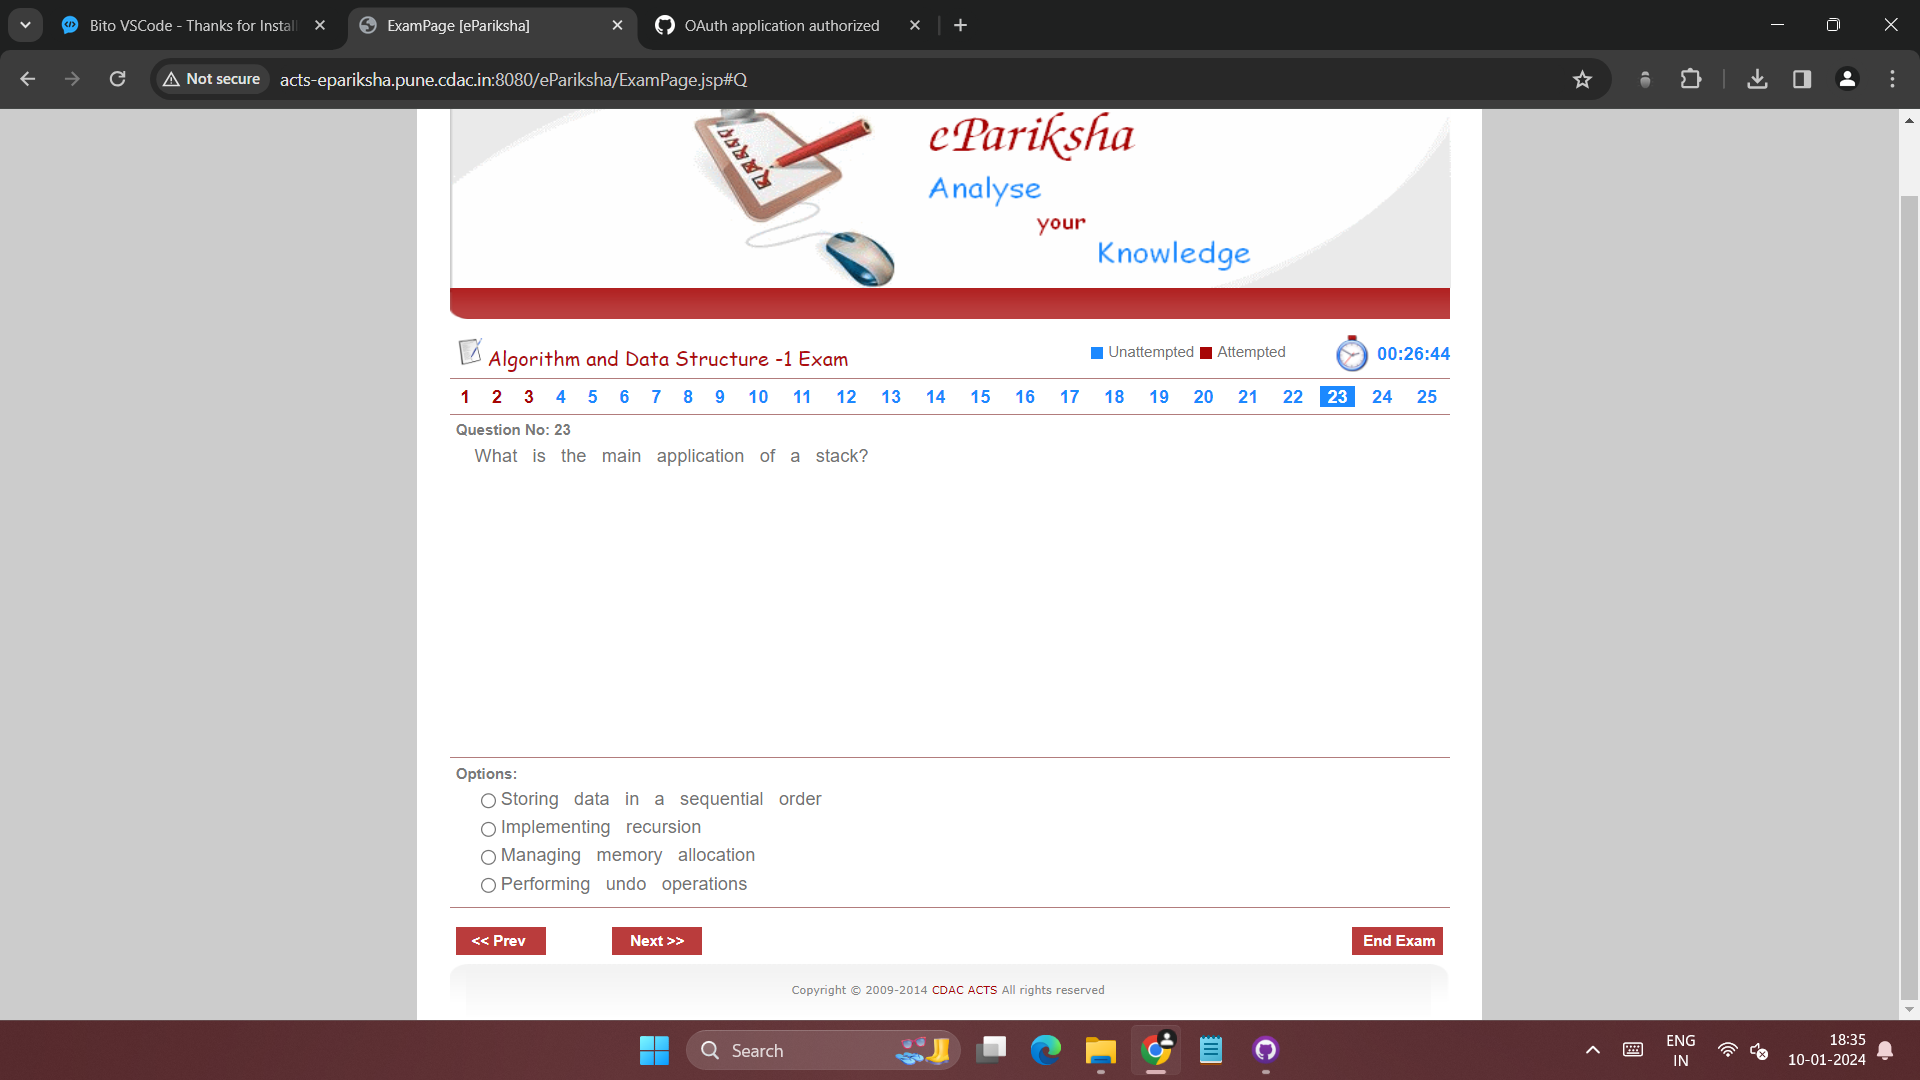 Bito VSCode - Thanks for Instal
ExamPage [ePariksha]
OAuth application authorized
Not secure
acts-epariksha.pune.cdac.in:8080/ePariksha/ExamPage.jsp#Q
ePariksha
Analyse
your
Knowledge
Algorithm and Data Structure -1 Exam
Unattempted Attempted
00:26:44
1 2 3 4 5 6 7 8 9 10 11 12 13 14 15 16 17 18 19 20 21 22 23 24 25
Question No: 23
What is the main application of a stack?
Options:
Storing data in a sequential order
Implementing recursion
Managing memory allocation
Performing undo operations
<< Prev
Next >>
End Exam
Copyright © 2009-2014 CDAC ACTS All rights reserved
Search
ENG
IN
18:35
10-01-2024